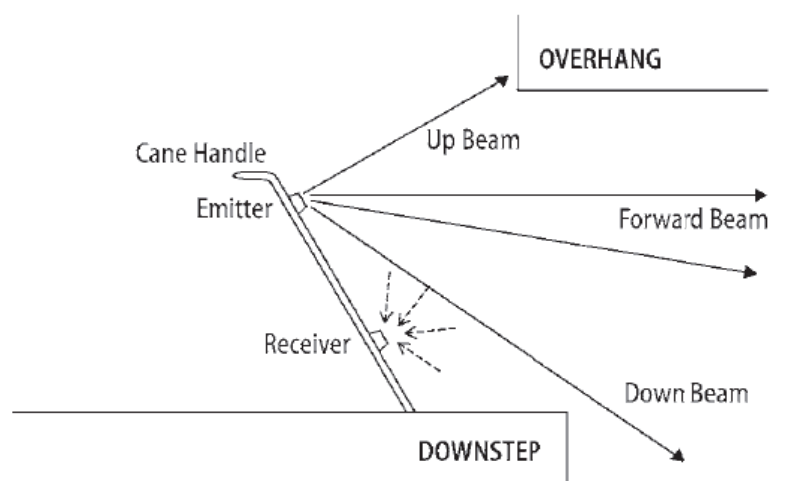 OVERHANG
Up Beam
Cane Handle
Emitter
Forward Beam
Receiver
Down Beam
DOWNSTEP